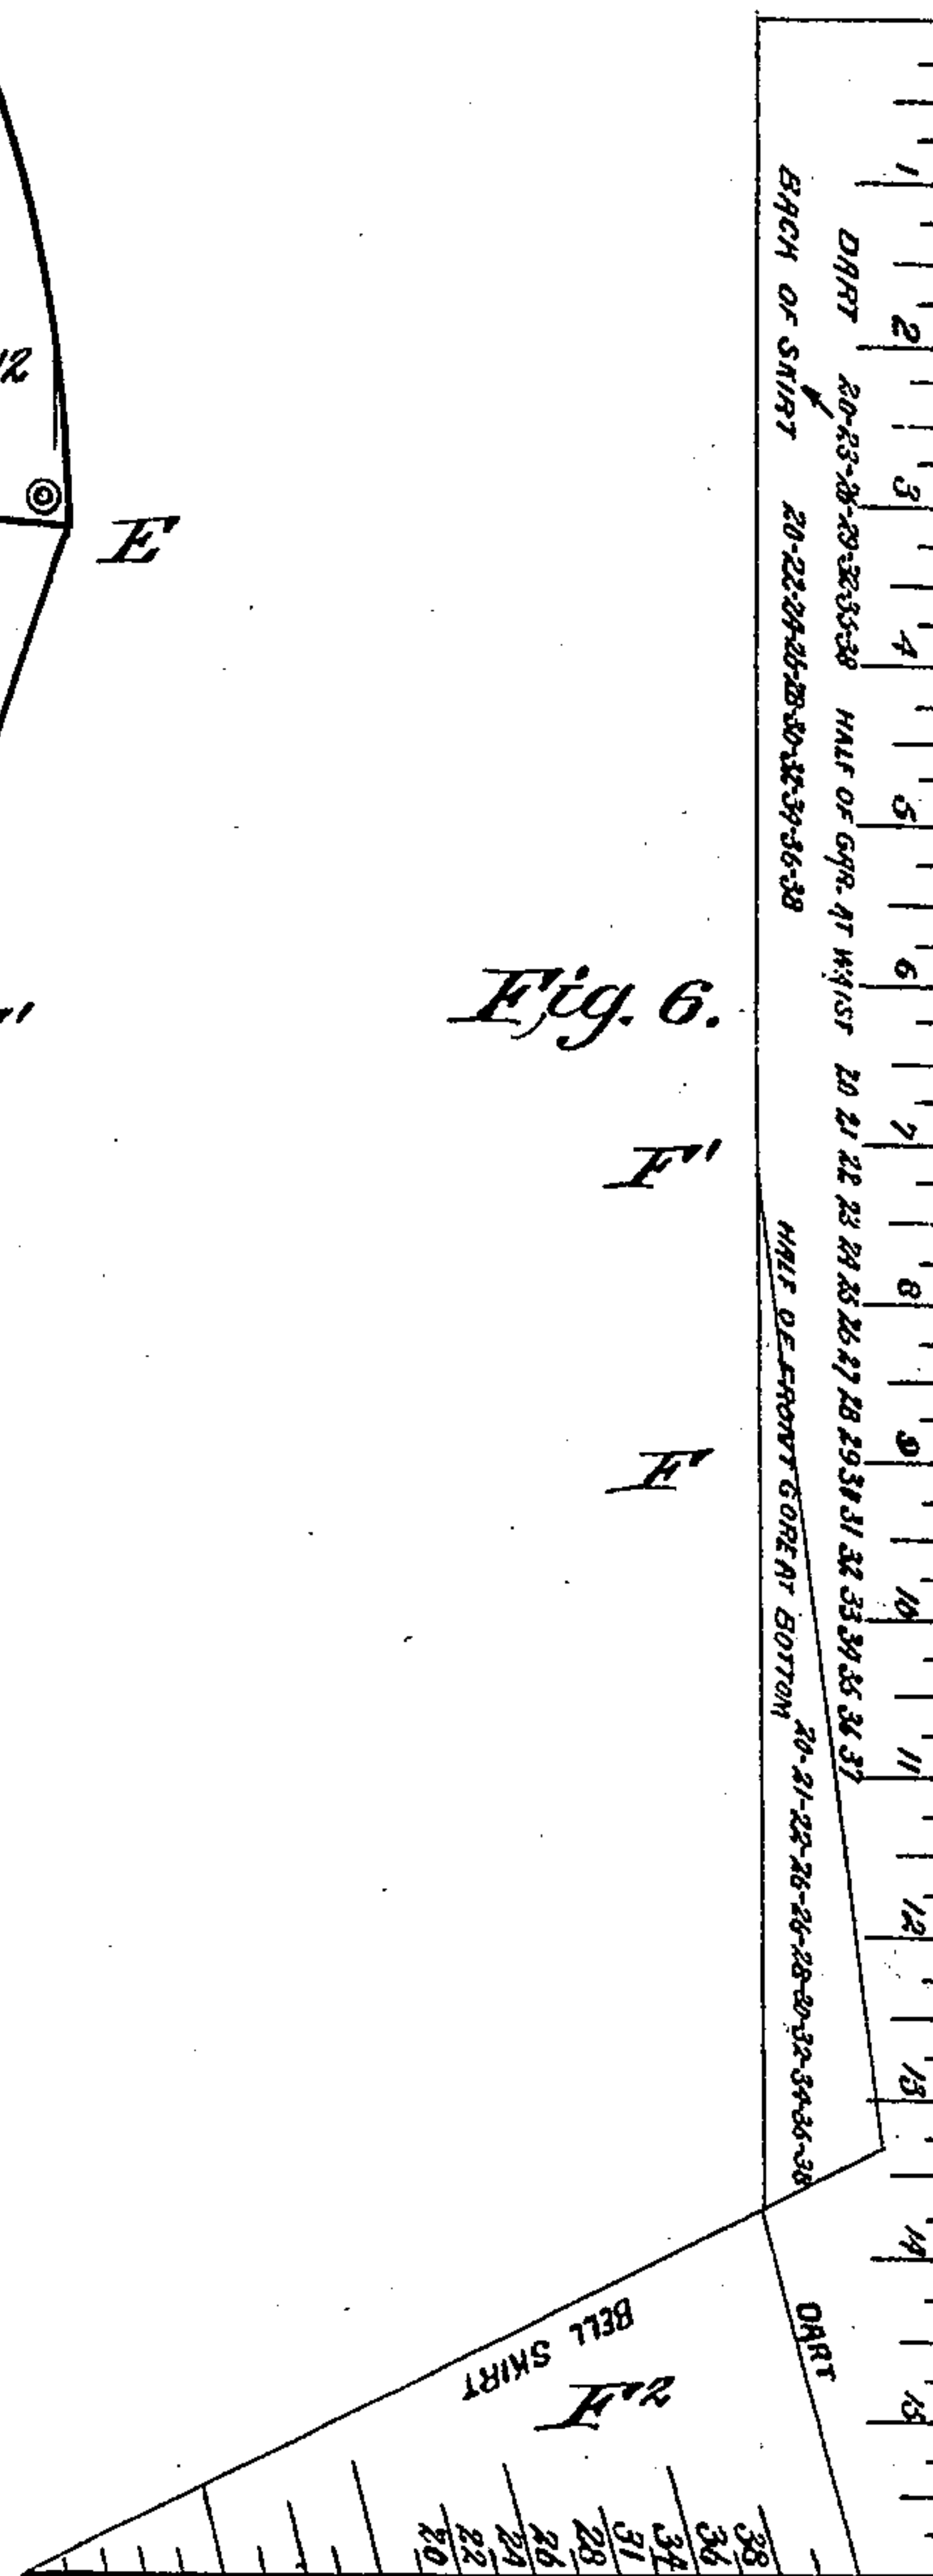 12
E
Fig. 6.
F'
F
F²
1 2 3 4 5 6 7 8 9 10 11 12 13 14 15
DART 20-23-26-29-32-35-38 HALF OF GAR. AT WAIST 20 21 22 23 24 25 26 27 28 29 30 31 32 33 34 35 36 37
BACK OF SKIRT 20-22-24-26-28-30-32-34-36-38
HALF OF FRONT GORE AT BOTTOM 20-21-22-26-26-28-30-32-34-36-38
DART
BELL SKIRT
20 22 24 26 28 31 34 36 38